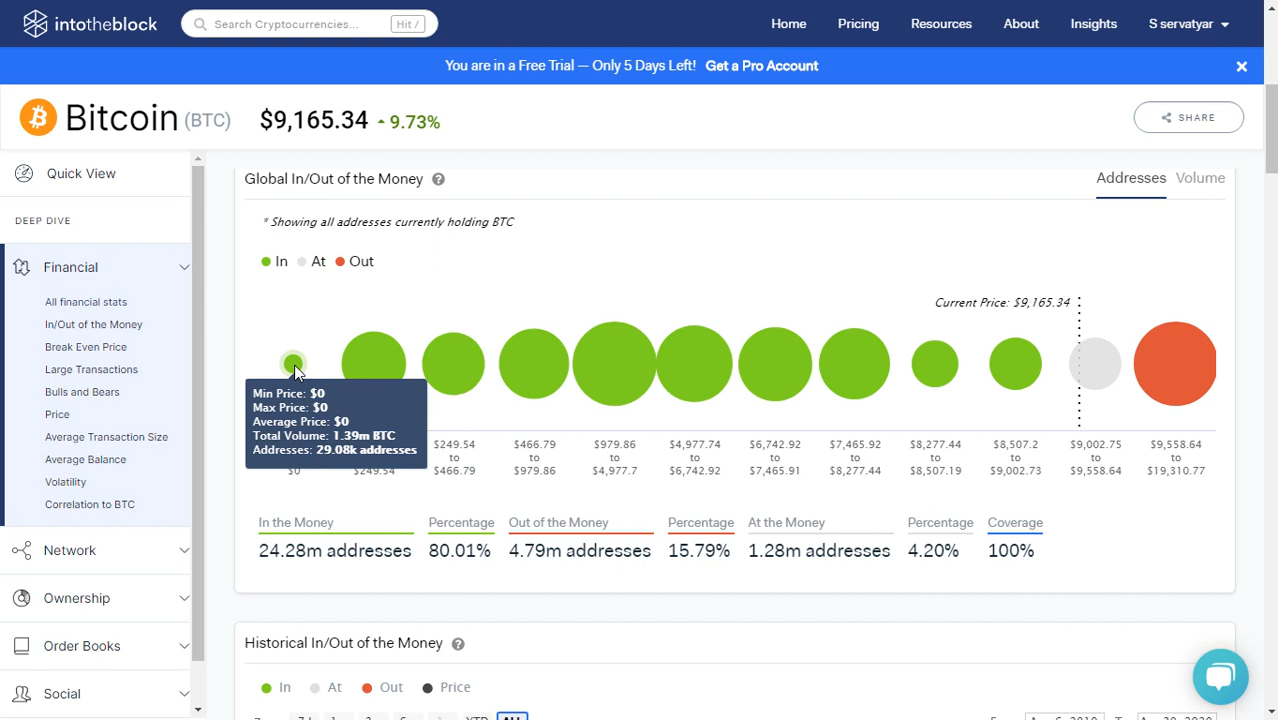 intotheblock
Search Cryptocurrencies...
Hit /
Home
Pricing
Resources
About
Insights
S servatyar
You are in a Free Trial — Only 5 Days Left! Get a Pro Account
Bitcoin (BTC)
$9,165.34
9.73%
SHARE
Quick View
DEEP DIVE
Financial
All financial stats
In/Out of the Money
Break Even Price
Large Transactions
Bulls and Bears
Price
Average Transaction Size
Average Balance
Volatility
Correlation to BTC
Network
Ownership
Order Books
Social
Global In/Out of the Money
Addresses
Volume
* Showing all addresses currently holding BTC
In
At
Out
Current Price: $9,165.34
Min Price: $0
Max Price: $0
Average Price: $0
Total Volume: 1.39m BTC
Addresses: 29.08k addresses
$0
$249.54
$249.54
to
$466.79
$466.79
to
$979.86
$979.86
to
$4,977.7
$4,977.74
to
$6,742.92
$6,742.92
to
$7,465.91
$7,465.92
to
$8,277.44
$8,277.44
to
$8,507.19
$8,507.2
to
$9,002.73
$9,002.75
to
$9,558.64
$9,558.64
to
$19,310.77
In the Money
24.28m addresses
Percentage
80.01%
Out of the Money
4.79m addresses
Percentage
15.79%
At the Money
1.28m addresses
Percentage
4.20%
Coverage
100%
Historical In/Out of the Money
In
At
Out
Price